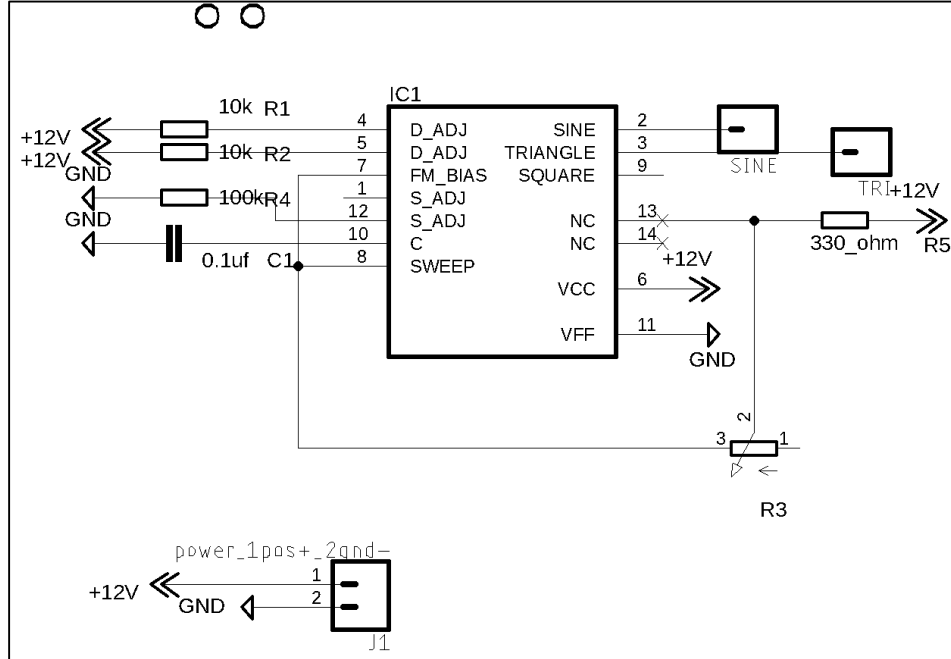 IC1
10k R1
+12V
4 D_ADJ SINE 2
10k R2
+12V
5 D_ADJ TRIANGLE 3
GND
7 FM_BIAS SQUARE 9
SINE
TRI
+12V
100k R4
1 S_ADJ
GND
12 S_ADJ NC 13
330_ohm R5
10 C NC 14
0.1uf C1
8 SWEEP
+12V
VCC 6
VFF 11
GND
2
3 1
R3
power_1pos+_2gnd-
+12V
1
GND
2
J1